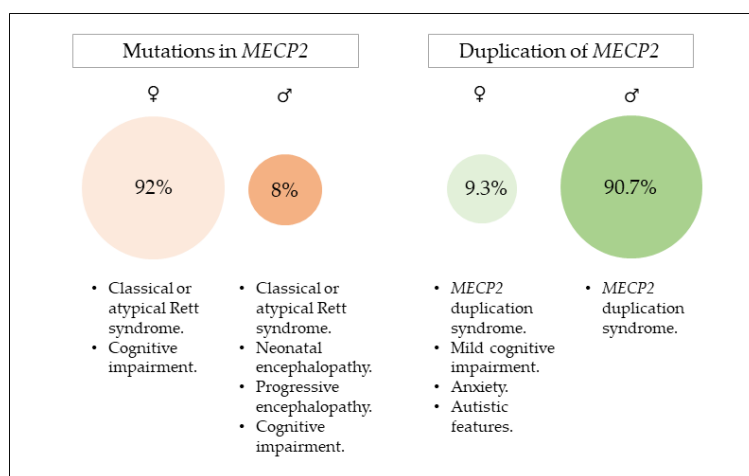 Mutations in MECP2
♀ ♂
92% 8%
• Classical or
atypical Rett
syndrome.
• Cognitive
impairment.
• Classical or
atypical Rett
syndrome.
• Neonatal
encephalopathy.
• Progressive
encephalopathy.
• Cognitive
impairment.
Duplication of MECP2
♀ ♂
9.3% 90.7%
• MECP2
duplication
syndrome.
• Mild cognitive
impairment.
• Anxiety.
• Autistic
features.
• MECP2
duplication
syndrome.